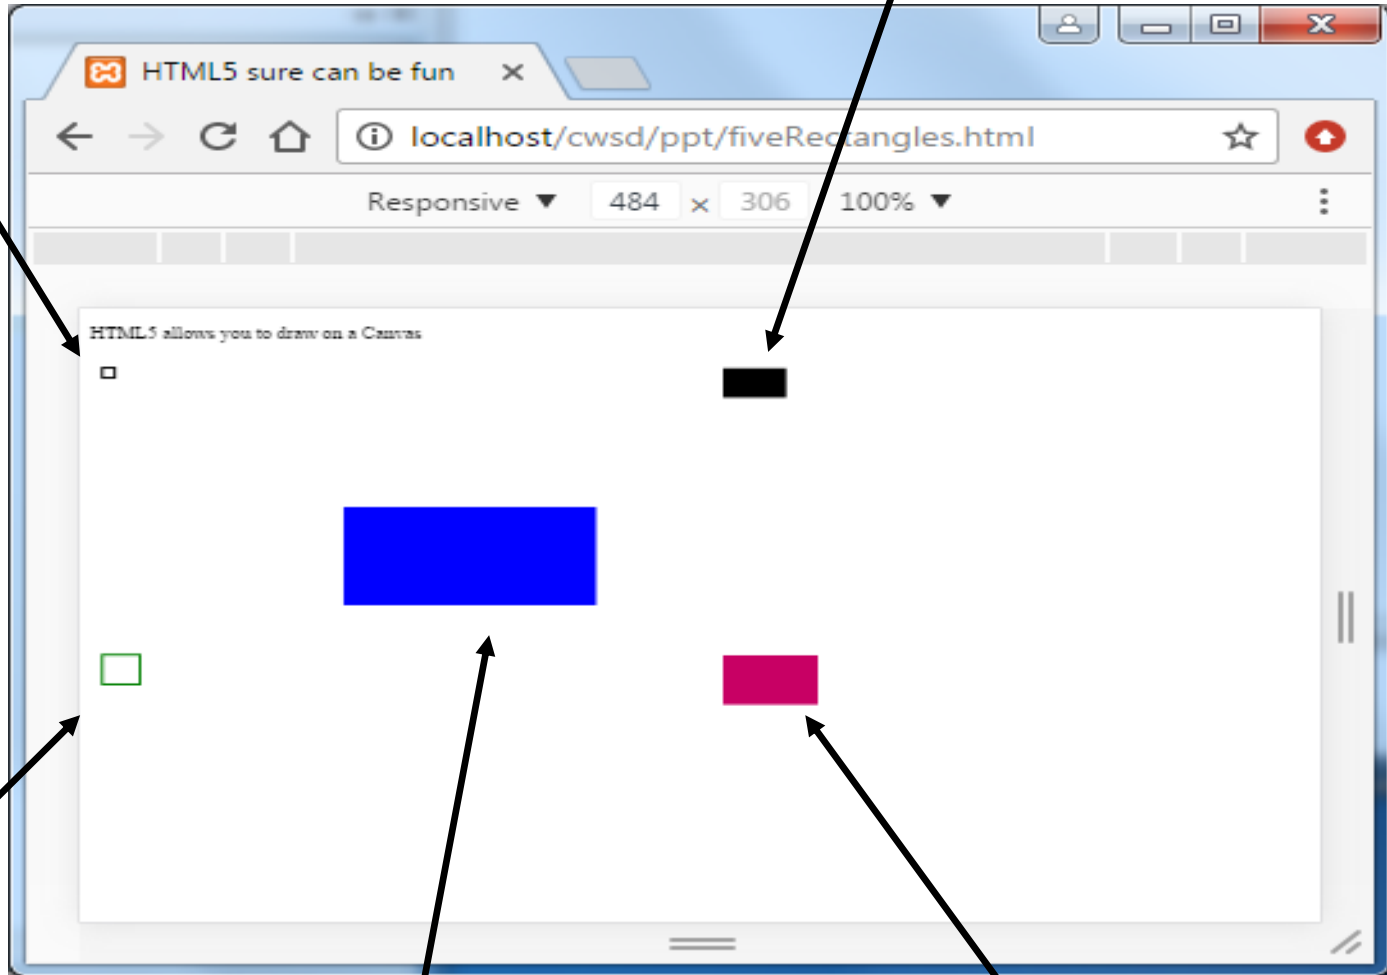 HTML5 sure can be fun
localhost/cwsd/ppt/fiveRectangles.html
Responsive 484 × 306 100%
HTML5 allows you to draw on a Canvas